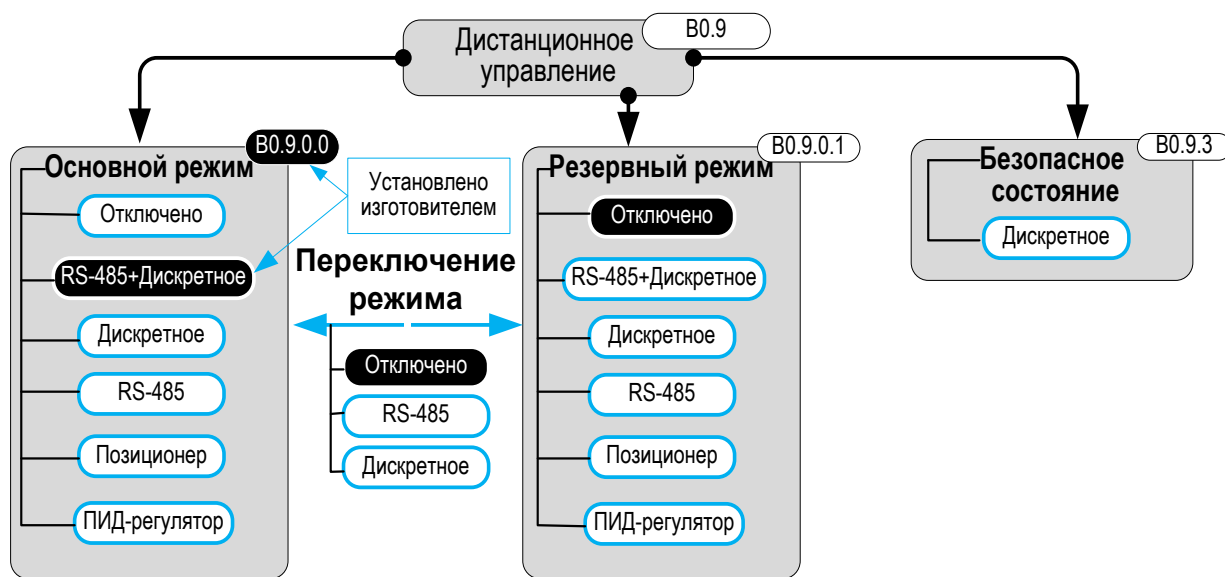 Дистанционное
управление
B0.9
Основной режим
B0.9.0.0
Отключено
RS-485+Дискретное
Дискретное
RS-485
Позиционер
ПИД-регулятор
Установлено
изготовителем
Переключение
режима
Отключено
RS-485
Дискретное
Резервный режим
B0.9.0.1
Отключено
RS-485+Дискретное
Дискретное
RS-485
Позиционер
ПИД-регулятор
Безопасное
состояние
B0.9.3
Дискретное